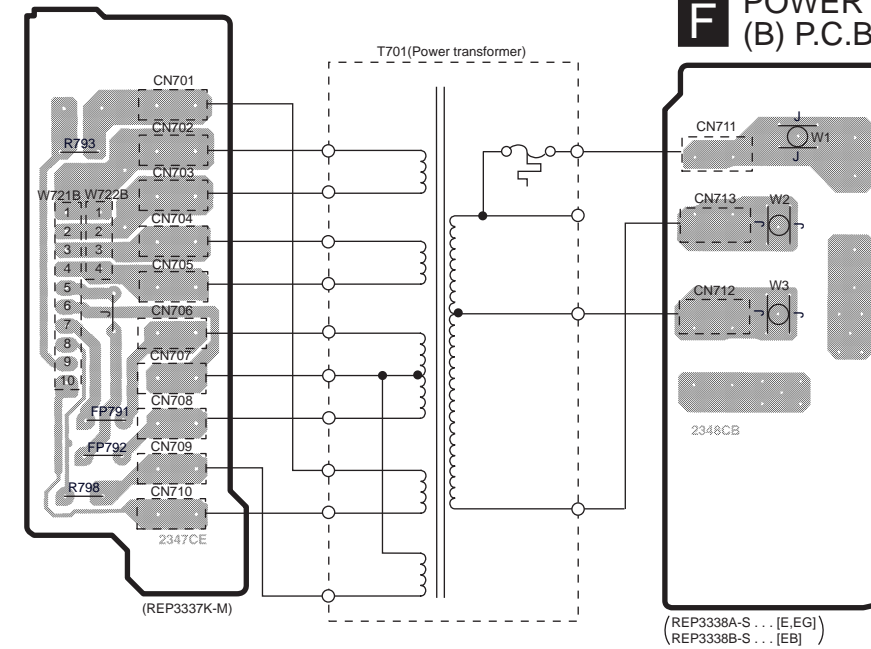 F
POWER
(B) P.C.B
T701(Power transformer)
CN701
CN702
R793
CN703
W721B W722B
1 1
2 2
3 3
4 4
5
6
7
8
9
10
CN704
CN705
J
CN706
CN707
CN708
FP791
CN709
FP792
CN710
R798
2347CE
(REP3337K-M)
CN711
J
W1
J
CN713
W2
J J
CN712
W3
J J
2348CB
(REP3338A-S . . . [E,EG]
REP3338B-S . . . [EB])